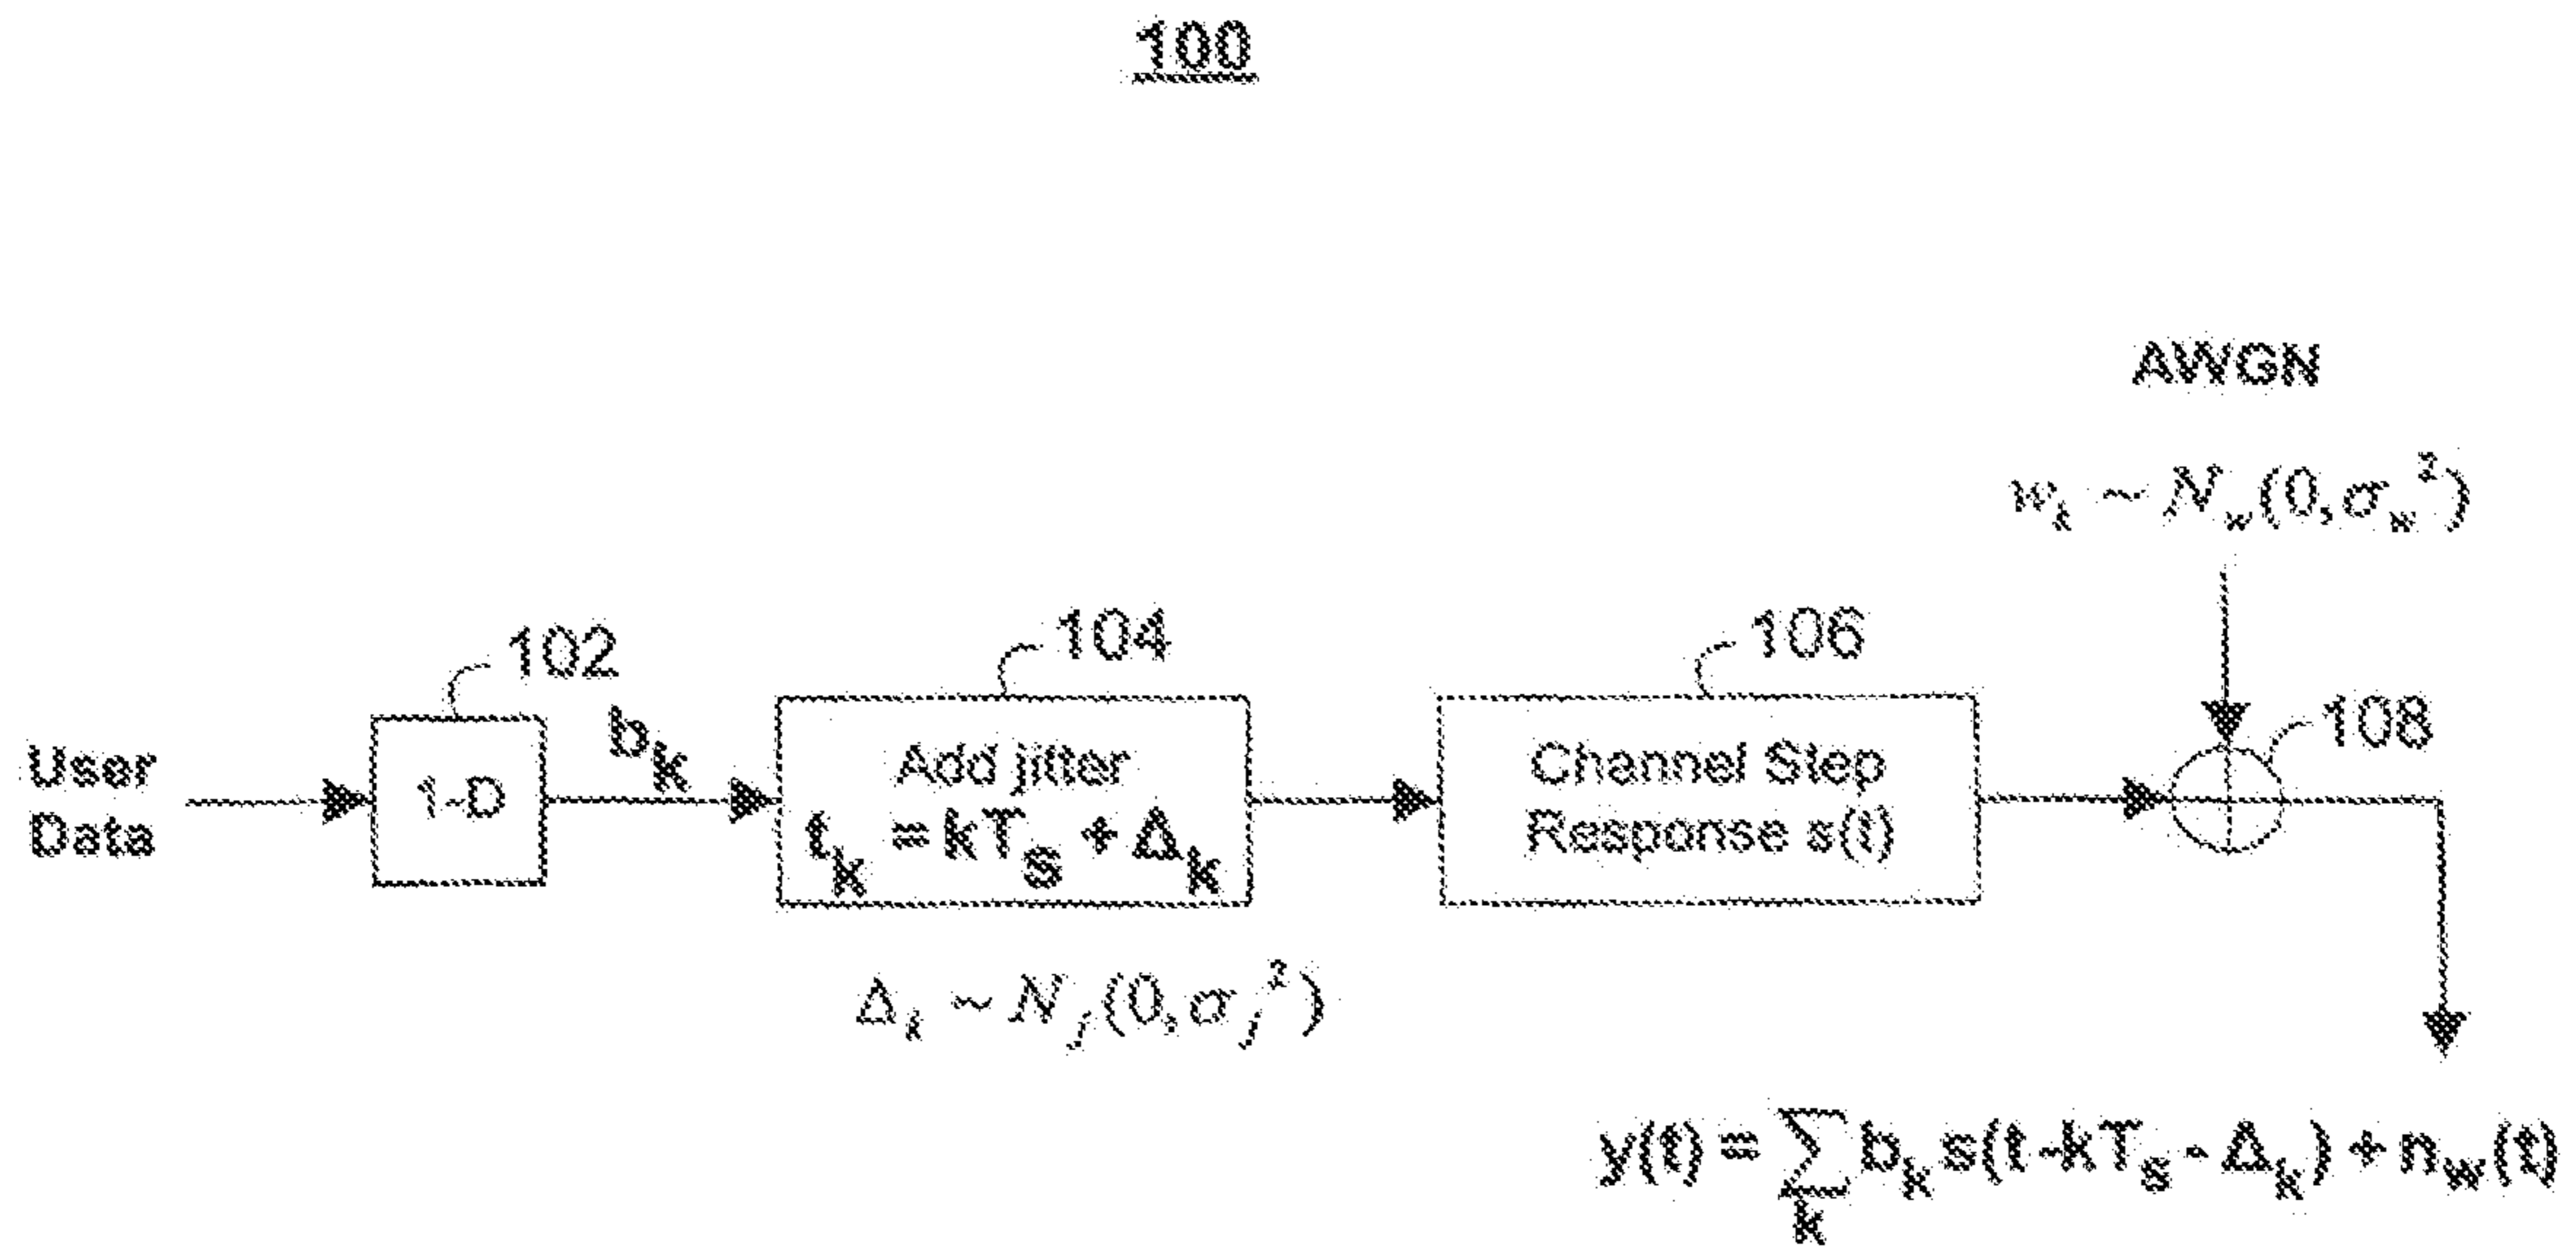 100
AWGN
w_k ~ N_w(0,σ_w²)
102
104
106
108
User
Data
1-D
b_k
Add jitter
t_k = kT_S + Δ_k
Channel Step
Response s(t)
Δ_k ~ N_j(0,σ_j²)
y(t) = ∑_k b_k s(t-kT_S - Δ_k) + n_w(t)